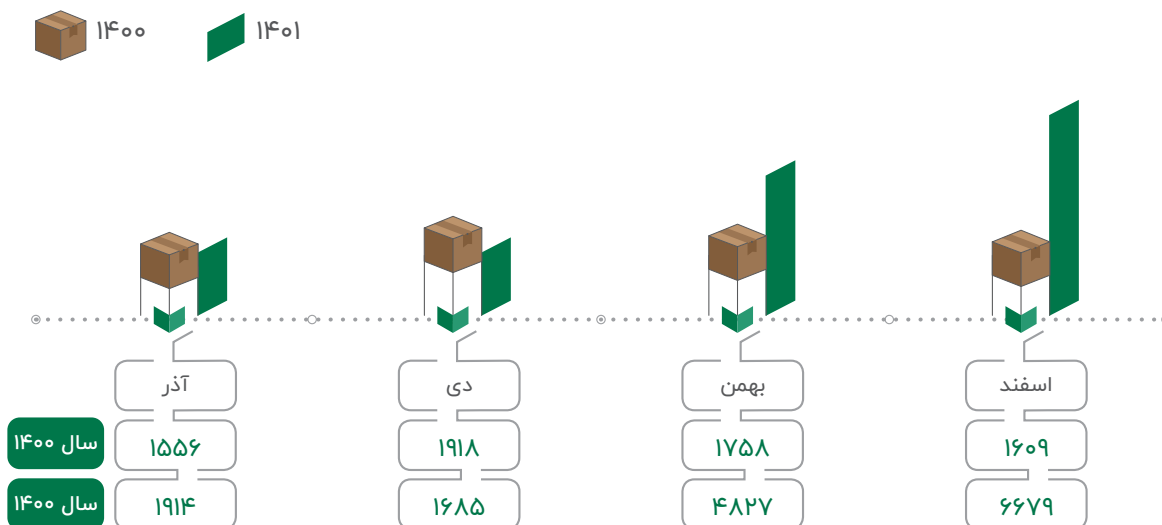 ۱۴۰۰ ۱۴۰۱
آذر دی بهمن اسفند
سال ۱۴۰۰ ۱۵۵۶ ۱۹۱۸ ۱۷۵۸ ۱۶۰۹
سال ۱۴۰۰ ۱۹۱۴ ۱۶۸۵ ۴۸۲۷ ۶۶۷۹